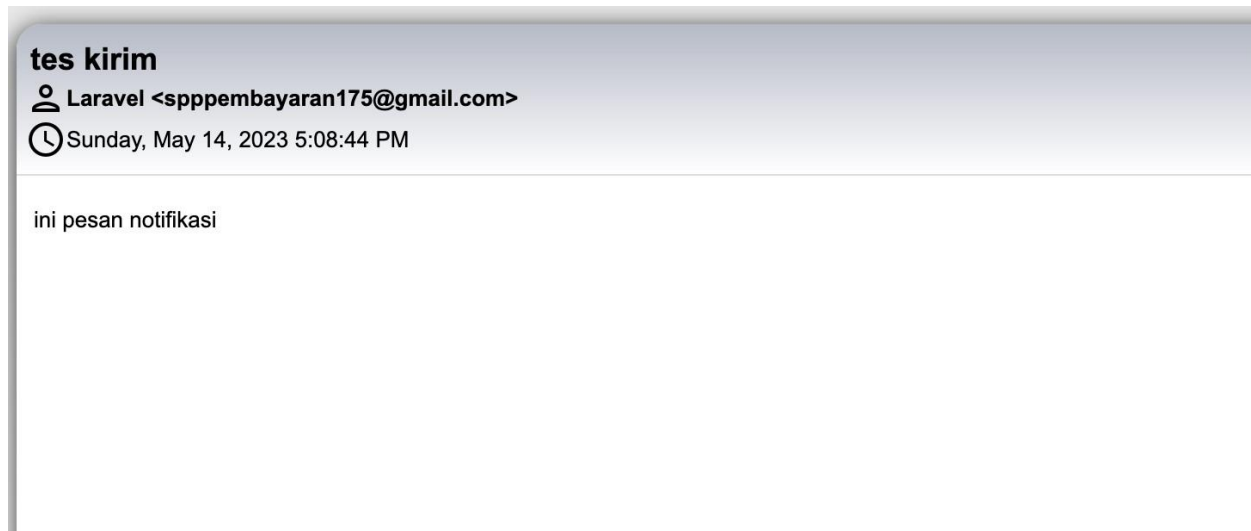 tes kirim
Laravel <spppembayaran175@gmail.com>
Sunday, May 14, 2023 5:08:44 PM
ini pesan notifikasi